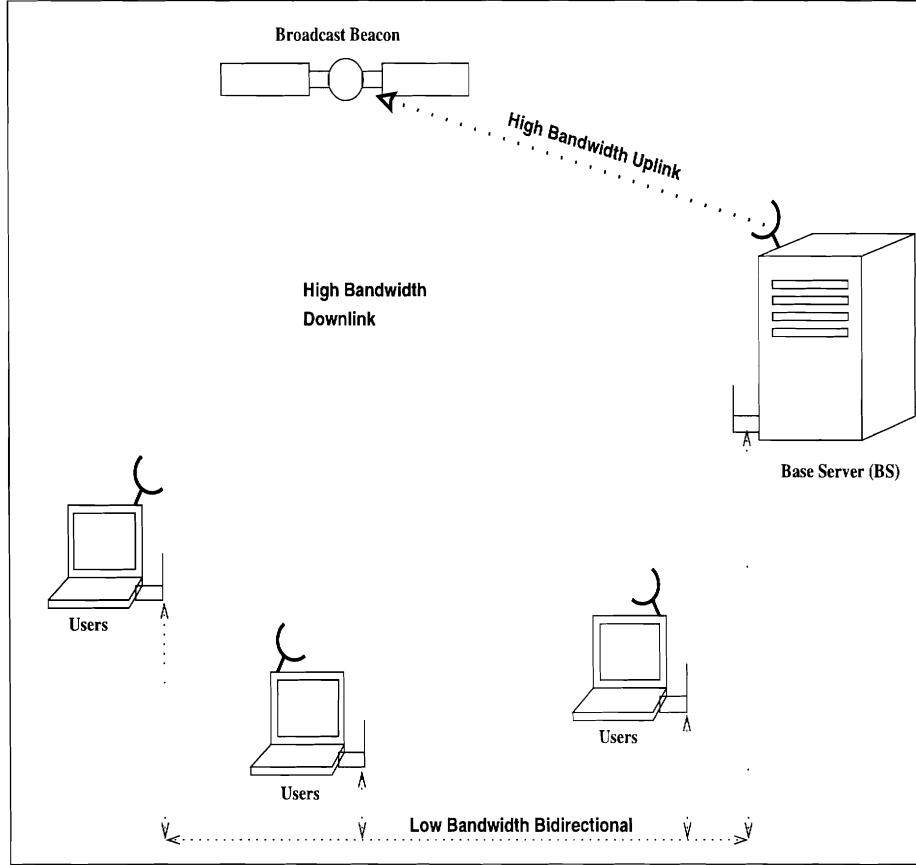 Broadcast Beacon
High Bandwidth Uplink
High Bandwidth
Downlink
Base Server (BS)
Users
Users
Users
Low Bandwidth Bidirectional